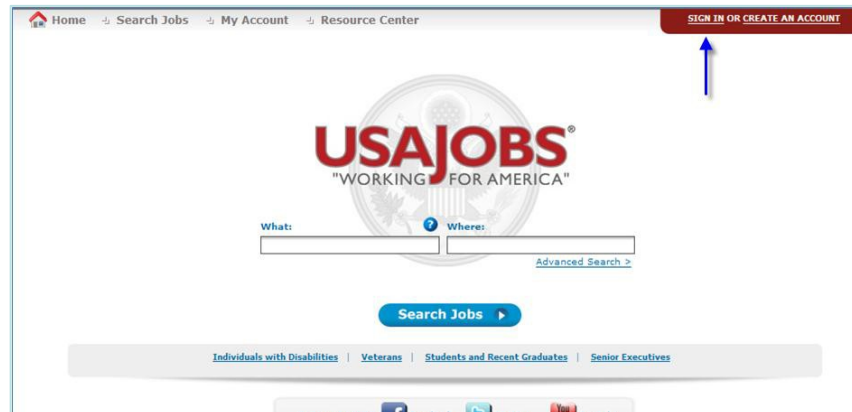 Home Search Jobs My Account Resource Center
SIGN IN OR CREATE AN ACCOUNT
USAJOBS®
"WORKING FOR AMERICA"
What: ? Where:
Advanced Search >
Search Jobs
Individuals with Disabilities | Veterans | Students and Recent Graduates | Senior Executives
f You